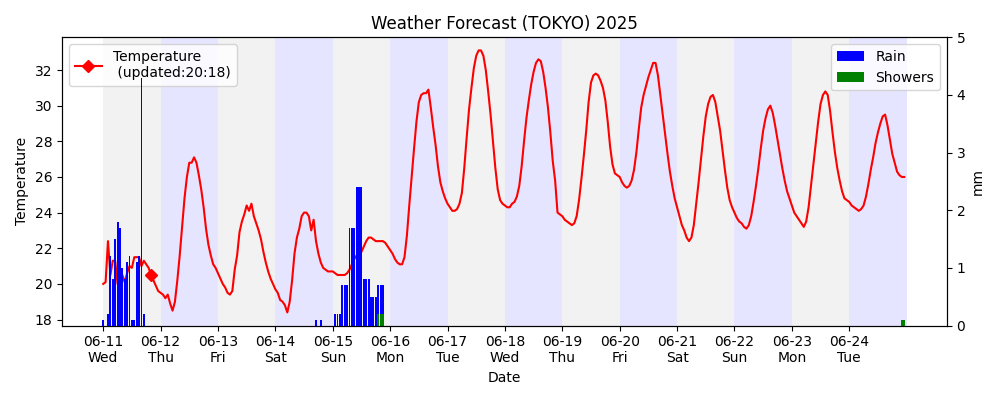 Weather Forecast (TOKYO) 2025
Temperature
(updated:20:18)
Rain
Showers
Temperature
32
30
28
26
24
22
20
18
5
4
3
2
1
0
mm
06-11 06-12 06-13 06-14 06-15 06-16 06-17 06-18 06-19 06-20 06-21 06-22 06-23 06-24
Wed Thu Fri Sat Sun Mon Tue Wed Thu Fri Sat Sun Mon Tue
Date